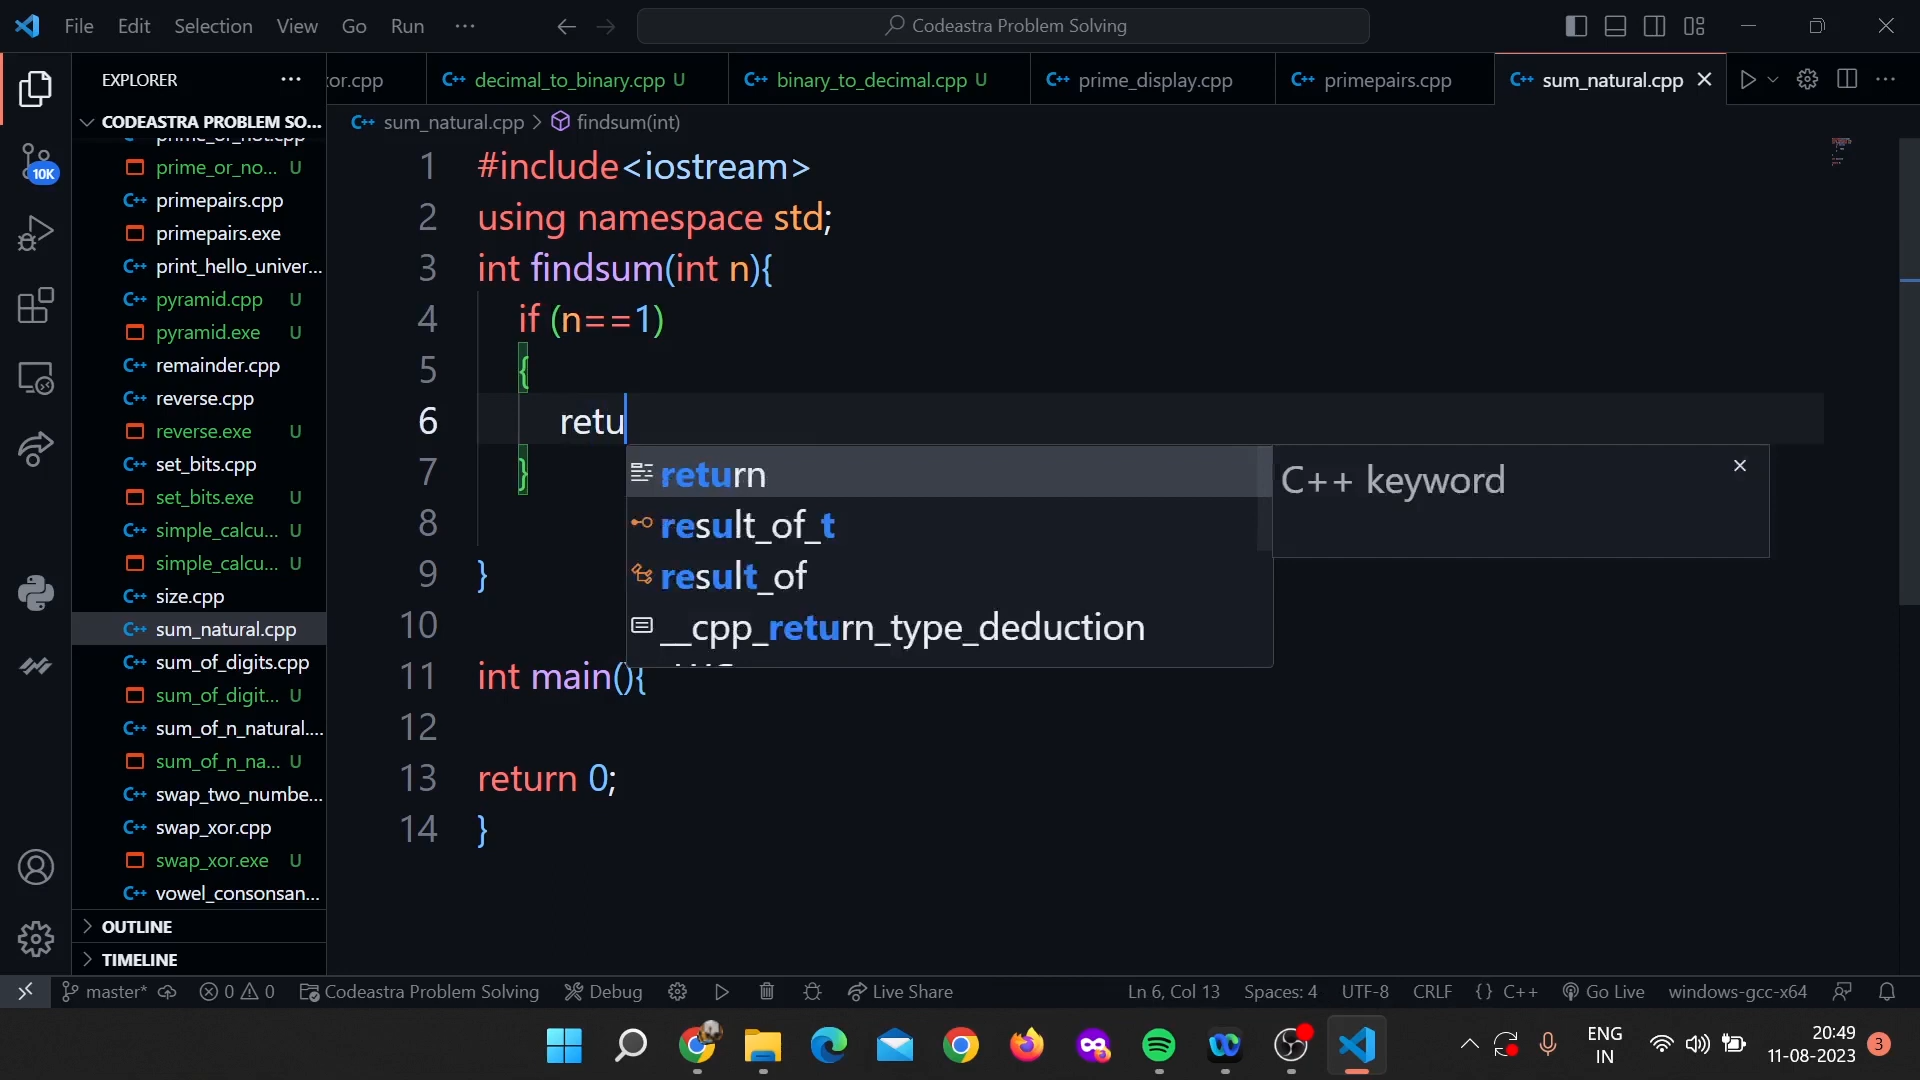 File Edit Selection View Go Run ··· Codeastra Problem Solving
EXPLORER ···
or.cpp decimal_to_binary.cpp U binary_to_decimal.cpp U prime_display.cpp primepairs.cpp sum_natural.cpp
CODEASTRA PROBLEM SO...
sum_natural.cpp > findsum(int)
prime_or_not.cpp
prime_or_no... U
primepairs.cpp
primepairs.exe
print_hello_univer...
pyramid.cpp U
pyramid.exe U
remainder.cpp
reverse.cpp
reverse.exe U
set_bits.cpp
set_bits.exe U
simple_calcu... U
simple_calcu... U
size.cpp
sum_natural.cpp
sum_of_digits.cpp
sum_of_digit... U
sum_of_n_natural....
sum_of_n_na... U
swap_two_numbe...
swap_xor.cpp
swap_xor.exe U
vowel_consonsan...
OUTLINE
TIMELINE
10K
1 #include<iostream>
2 using namespace std;
3 int findsum(int n){
4 if (n==1)
5 {
6 retu
7 }
8
9 }
10
11 int main(){
12
13 return 0;
14 }
return
result_of_t
result_of
__cpp_return_type_deduction
C++ keyword
master* 0 0 Codeastra Problem Solving Debug Live Share Ln 6, Col 13 Spaces: 4 UTF-8 CRLF {} C++ Go Live windows-gcc-x64
ENG
IN
20:49
11-08-2023
3